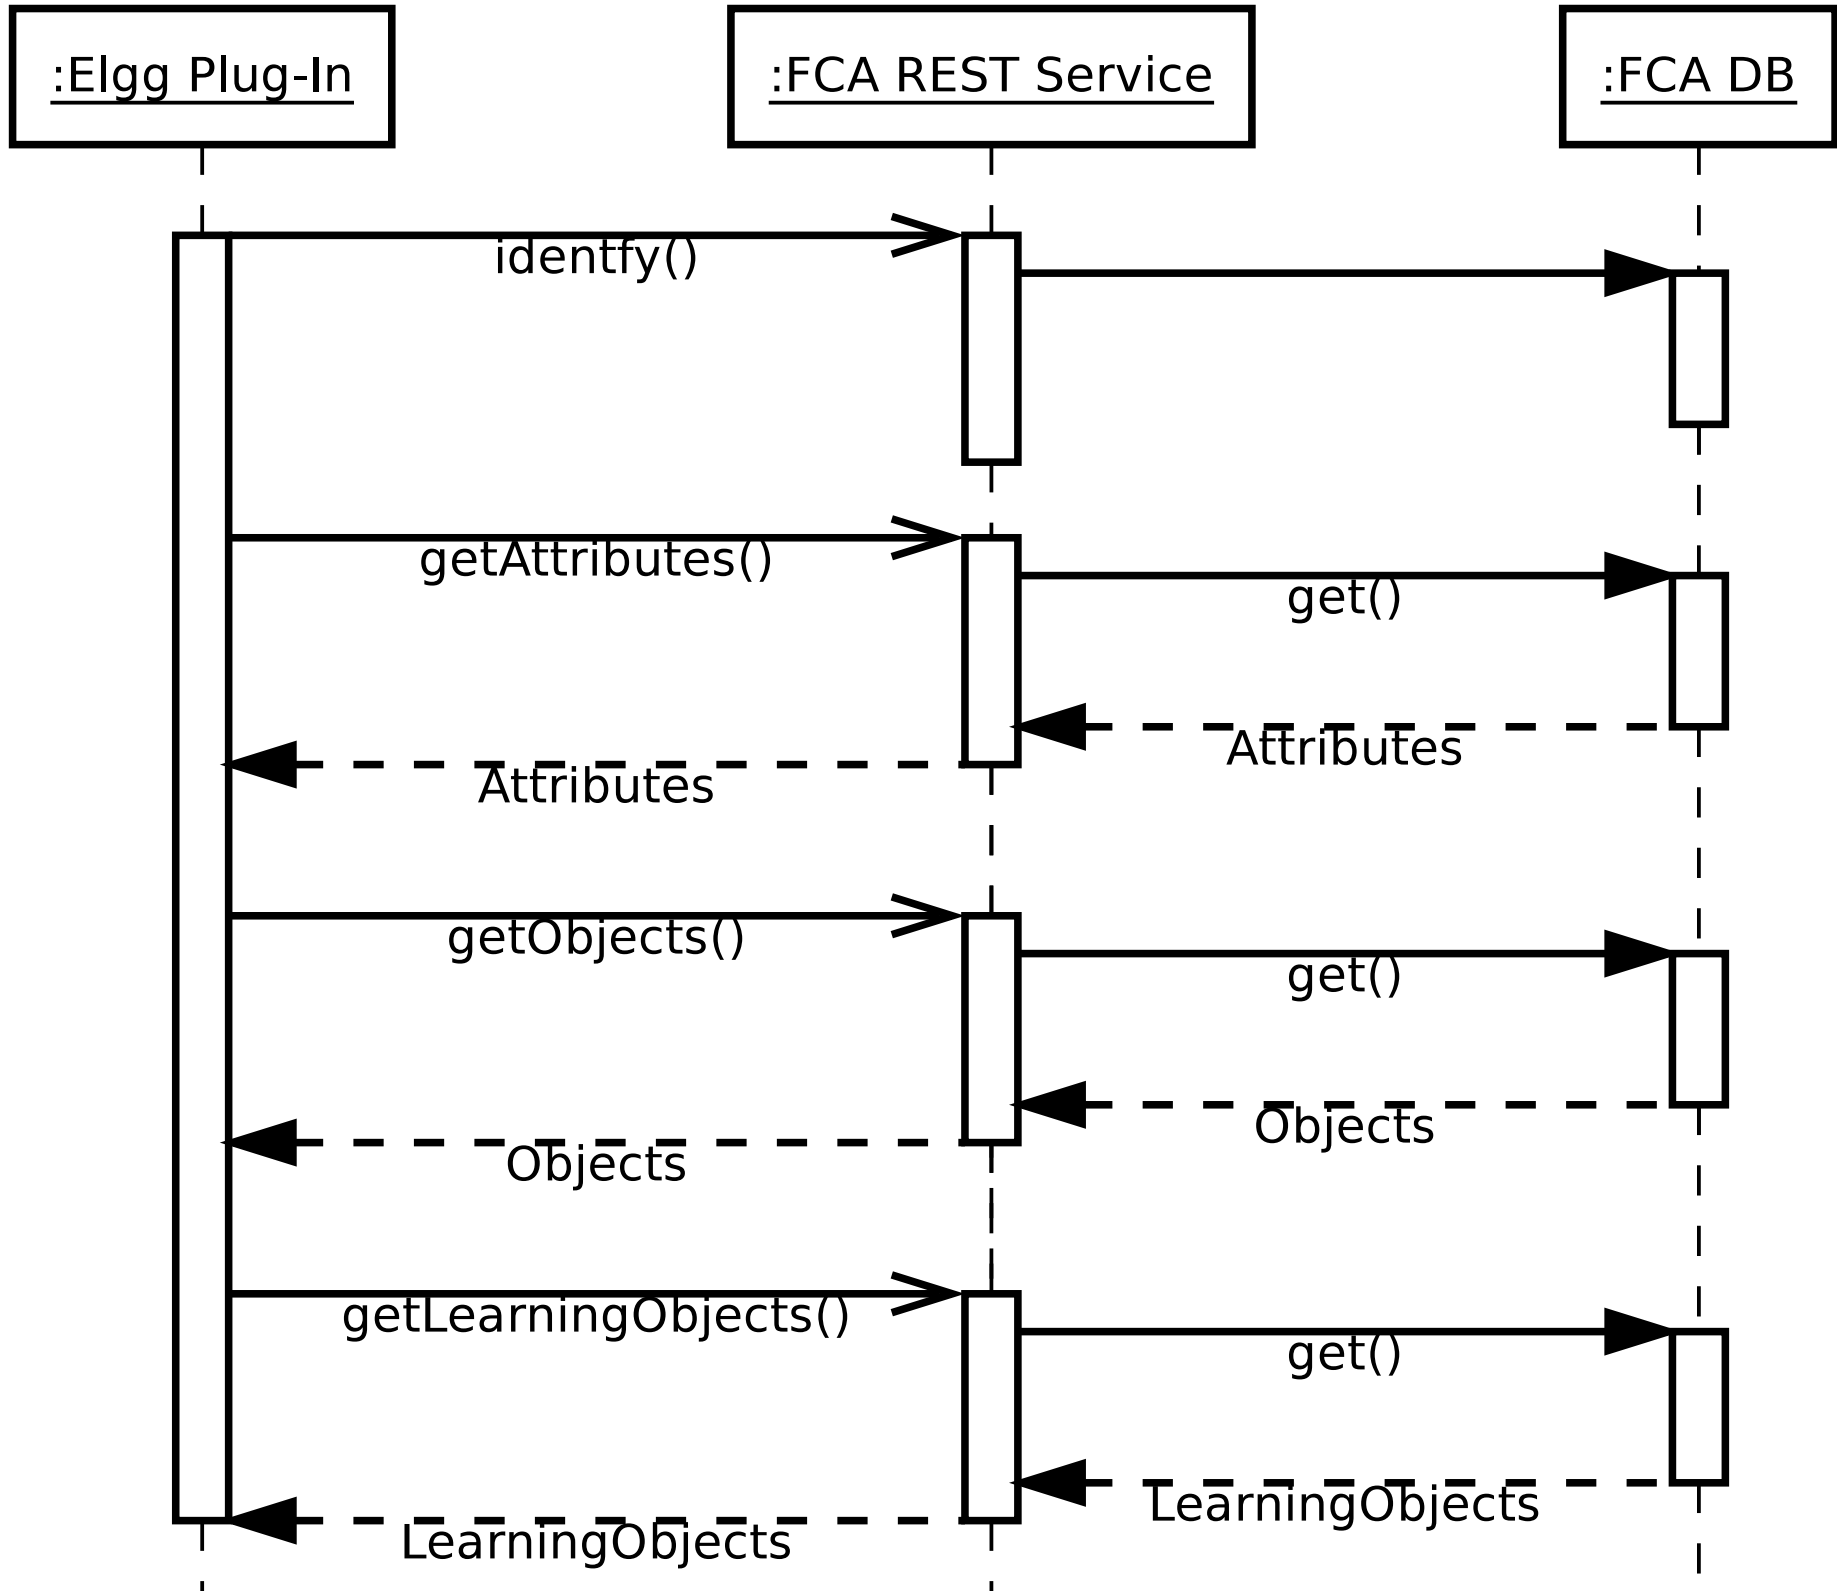 :Elgg Plug-In
:FCA REST Service
:FCA DB
identfy()
getAttributes()
get()
Attributes
Attributes
getObjects()
get()
Objects
Objects
getLearningObjects()
get()
LearningObjects
LearningObjects